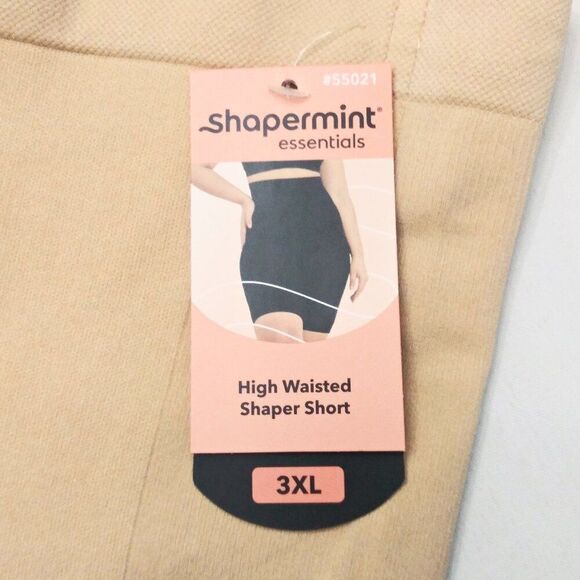 #55021
shapermint®
essentials
High Waisted
Shaper Short
3XL